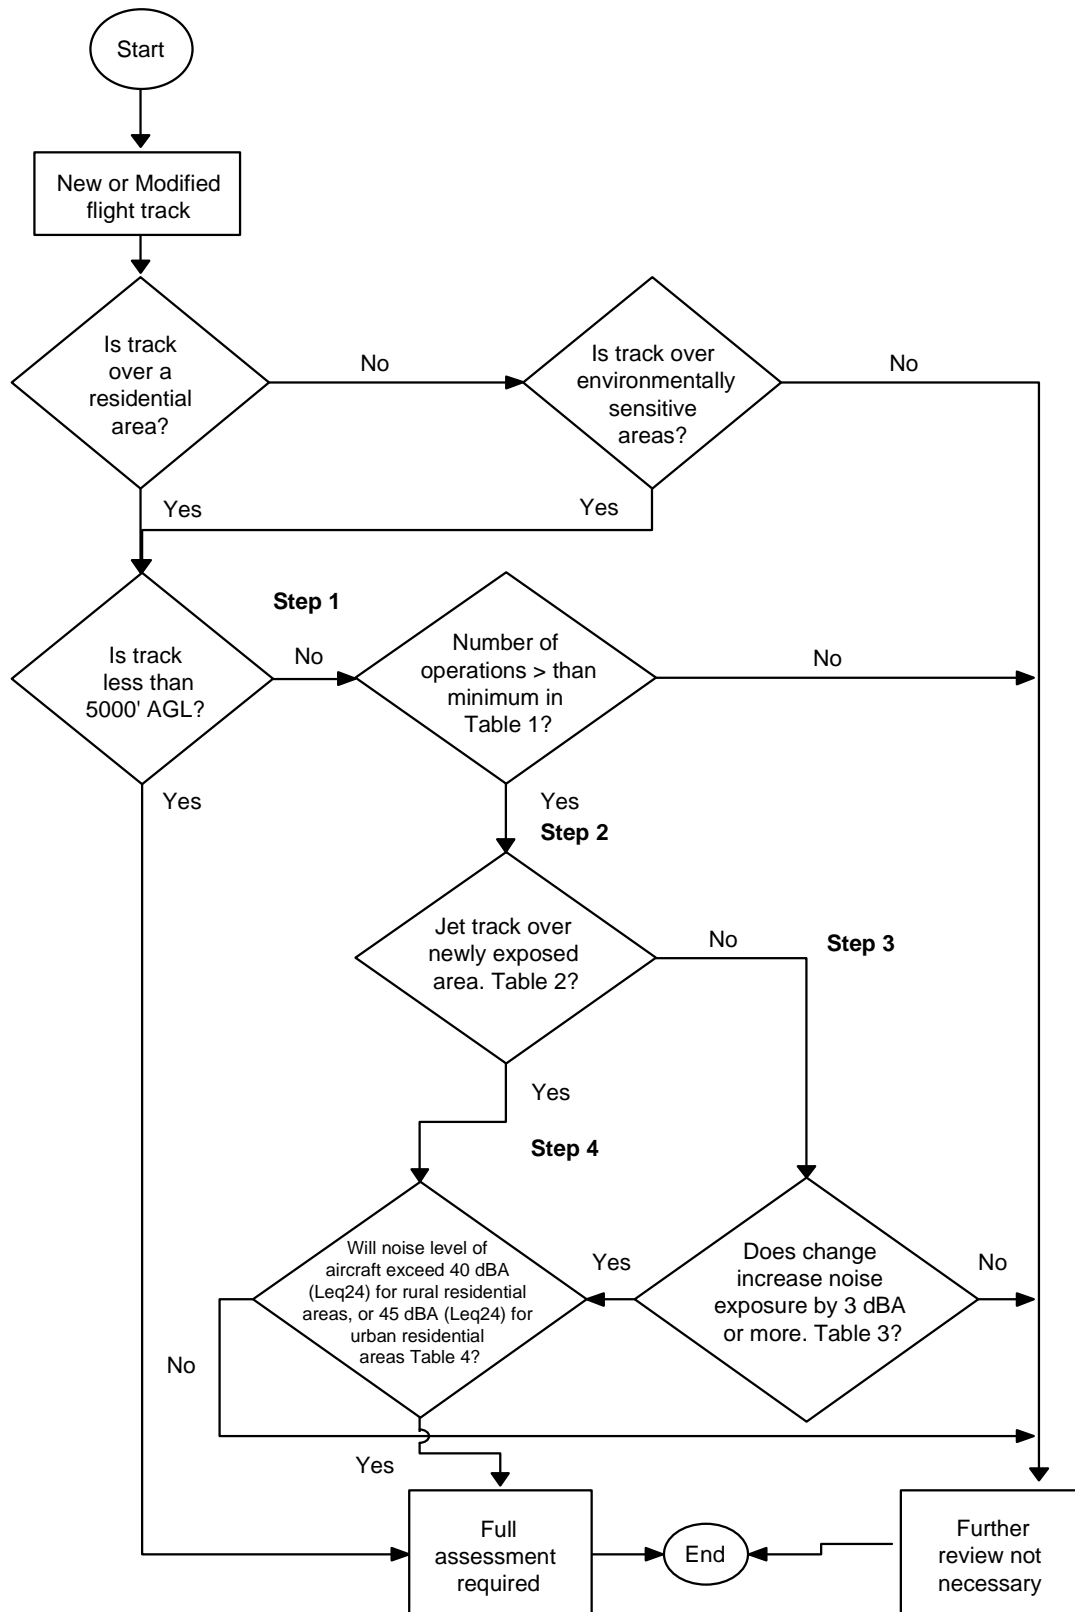 Start
New or Modified
flight track
Is track
over a
residential
area?
No
Is track over
environmentally
sensitive
areas?
No
Yes
Yes
Step 1
Is track
less than
5000' AGL?
No
Number of
operations > than
minimum in
Table 1?
No
Yes
Yes
Step 2
Jet track over
newly exposed
area. Table 2?
No
Step 3
Yes
Step 4
Will noise level of
aircraft exceed 40 dBA
(Leq24) for rural residential
areas, or 45 dBA (Leq24) for
urban residential
areas Table 4?
Yes
Does change
increase noise
exposure by 3 dBA
or more. Table 3?
No
No
Yes
Full
assessment
required
End
Further
review not
necessary